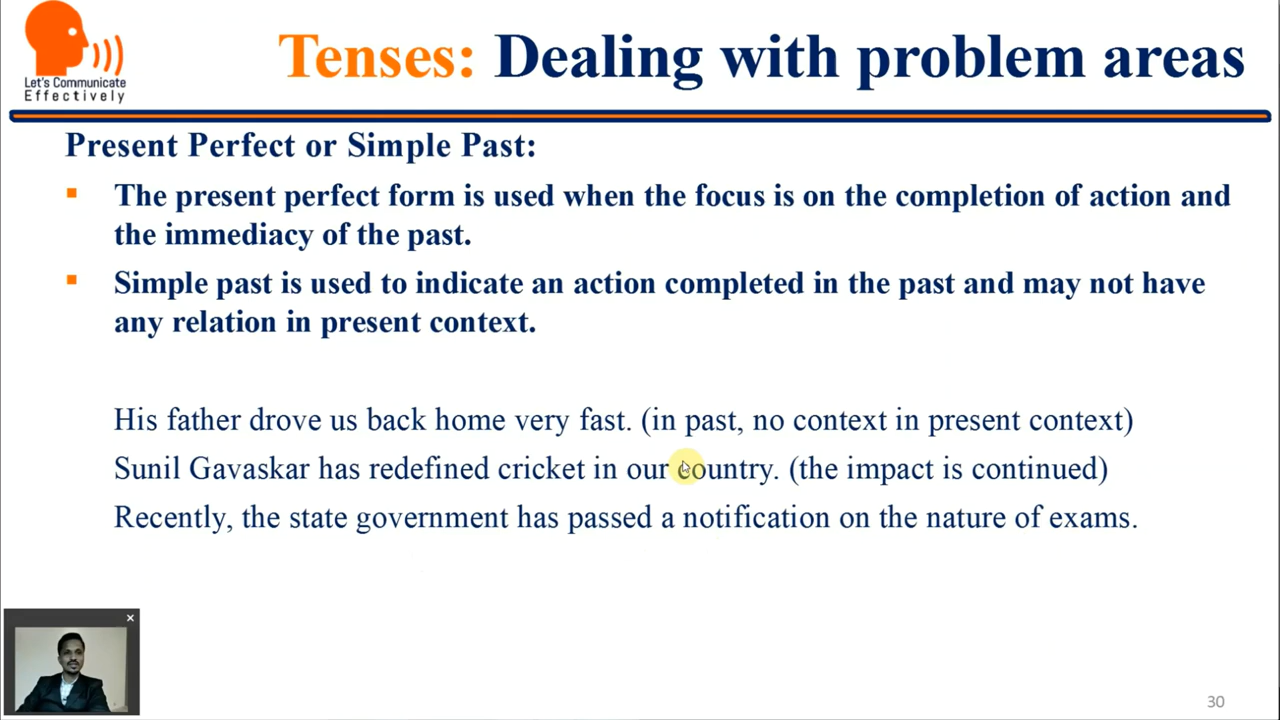 Let's Communicate
Effectively
Tenses: Dealing with problem areas
Present Perfect or Simple Past:
▪ The present perfect form is used when the focus is on the completion of action and
the immediacy of the past.
▪ Simple past is used to indicate an action completed in the past and may not have
any relation in present context.
His father drove us back home very fast. (in past, no context in present context)
Sunil Gavaskar has redefined cricket in our country. (the impact is continued)
Recently, the state government has passed a notification on the nature of exams.
30